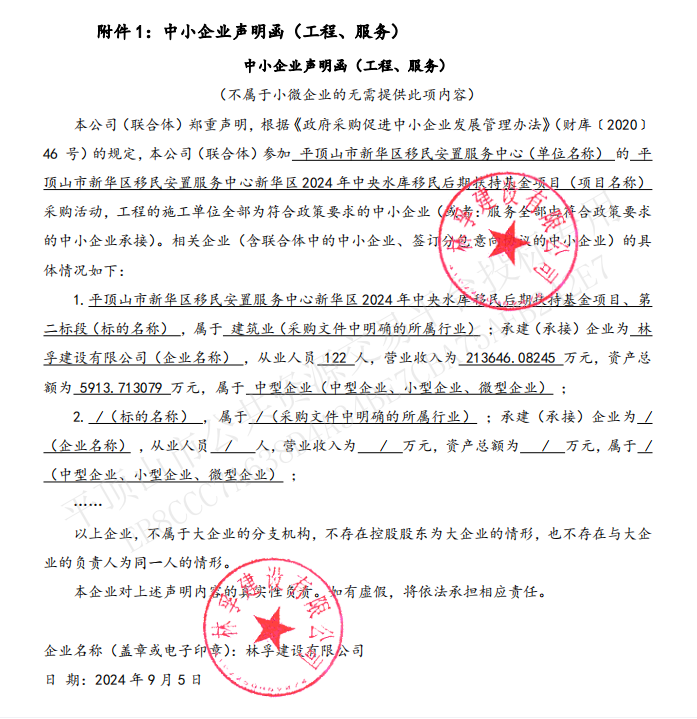 附件 1：中小企业声明函（工程、服务）
中小企业声明函（工程、服务）
（不属于小微企业的无需提供此项内容）
本公司（联合体）郑重声明，根据《政府采购促进中小企业发展管理办法》（财库〔2020〕
46 号）的规定，本公司（联合体）参加 平顶山市新华区移民安置服务中心（单位名称） 的 平
顶山市新华区移民安置服务中心新华区 2024 年中央水库移民后期扶持基金项目（项目名称）
采购活动，工程的施工单位全部为符合政策要求的中小企业（或者：服务全部由符合政策要求
的中小企业承接）。相关企业（含联合体中的中小企业、签订分包意向协议的中小企业）的具
体情况如下：
1. 平顶山市新华区移民安置服务中心新华区 2024 年中央水库移民后期扶持基金项目、第
二标段（标的名称） ，属于 建筑业（采购文件中明确的所属行业） ；承建（承接）企业为 林
孚建设有限公司（企业名称） ，从业人员 122 人，营业收入为 213646.08245 万元，资产总
额为 5913.713079 万元，属于 中型企业（中型企业、小型企业、微型企业） ；
2. /（标的名称） ，属于 /（采购文件中明确的所属行业） ；承建（承接）企业为 /
（企业名称） ，从业人员 / 人，营业收入为 / 万元，资产总额为 / 万元，属于 /
（中型企业、小型企业、微型企业） ；
……
以上企业，不属于大企业的分支机构，不存在控股股东为大企业的情形，也不存在与大企
业的负责人为同一人的情形。
本企业对上述声明内容的真实性负责。如有虚假，将依法承担相应责任。
企业名称（盖章或电子印章）：林孚建设有限公司
日 期：2024 年 9 月 5 日
林孚建设有限公司
林孚建设有限公司